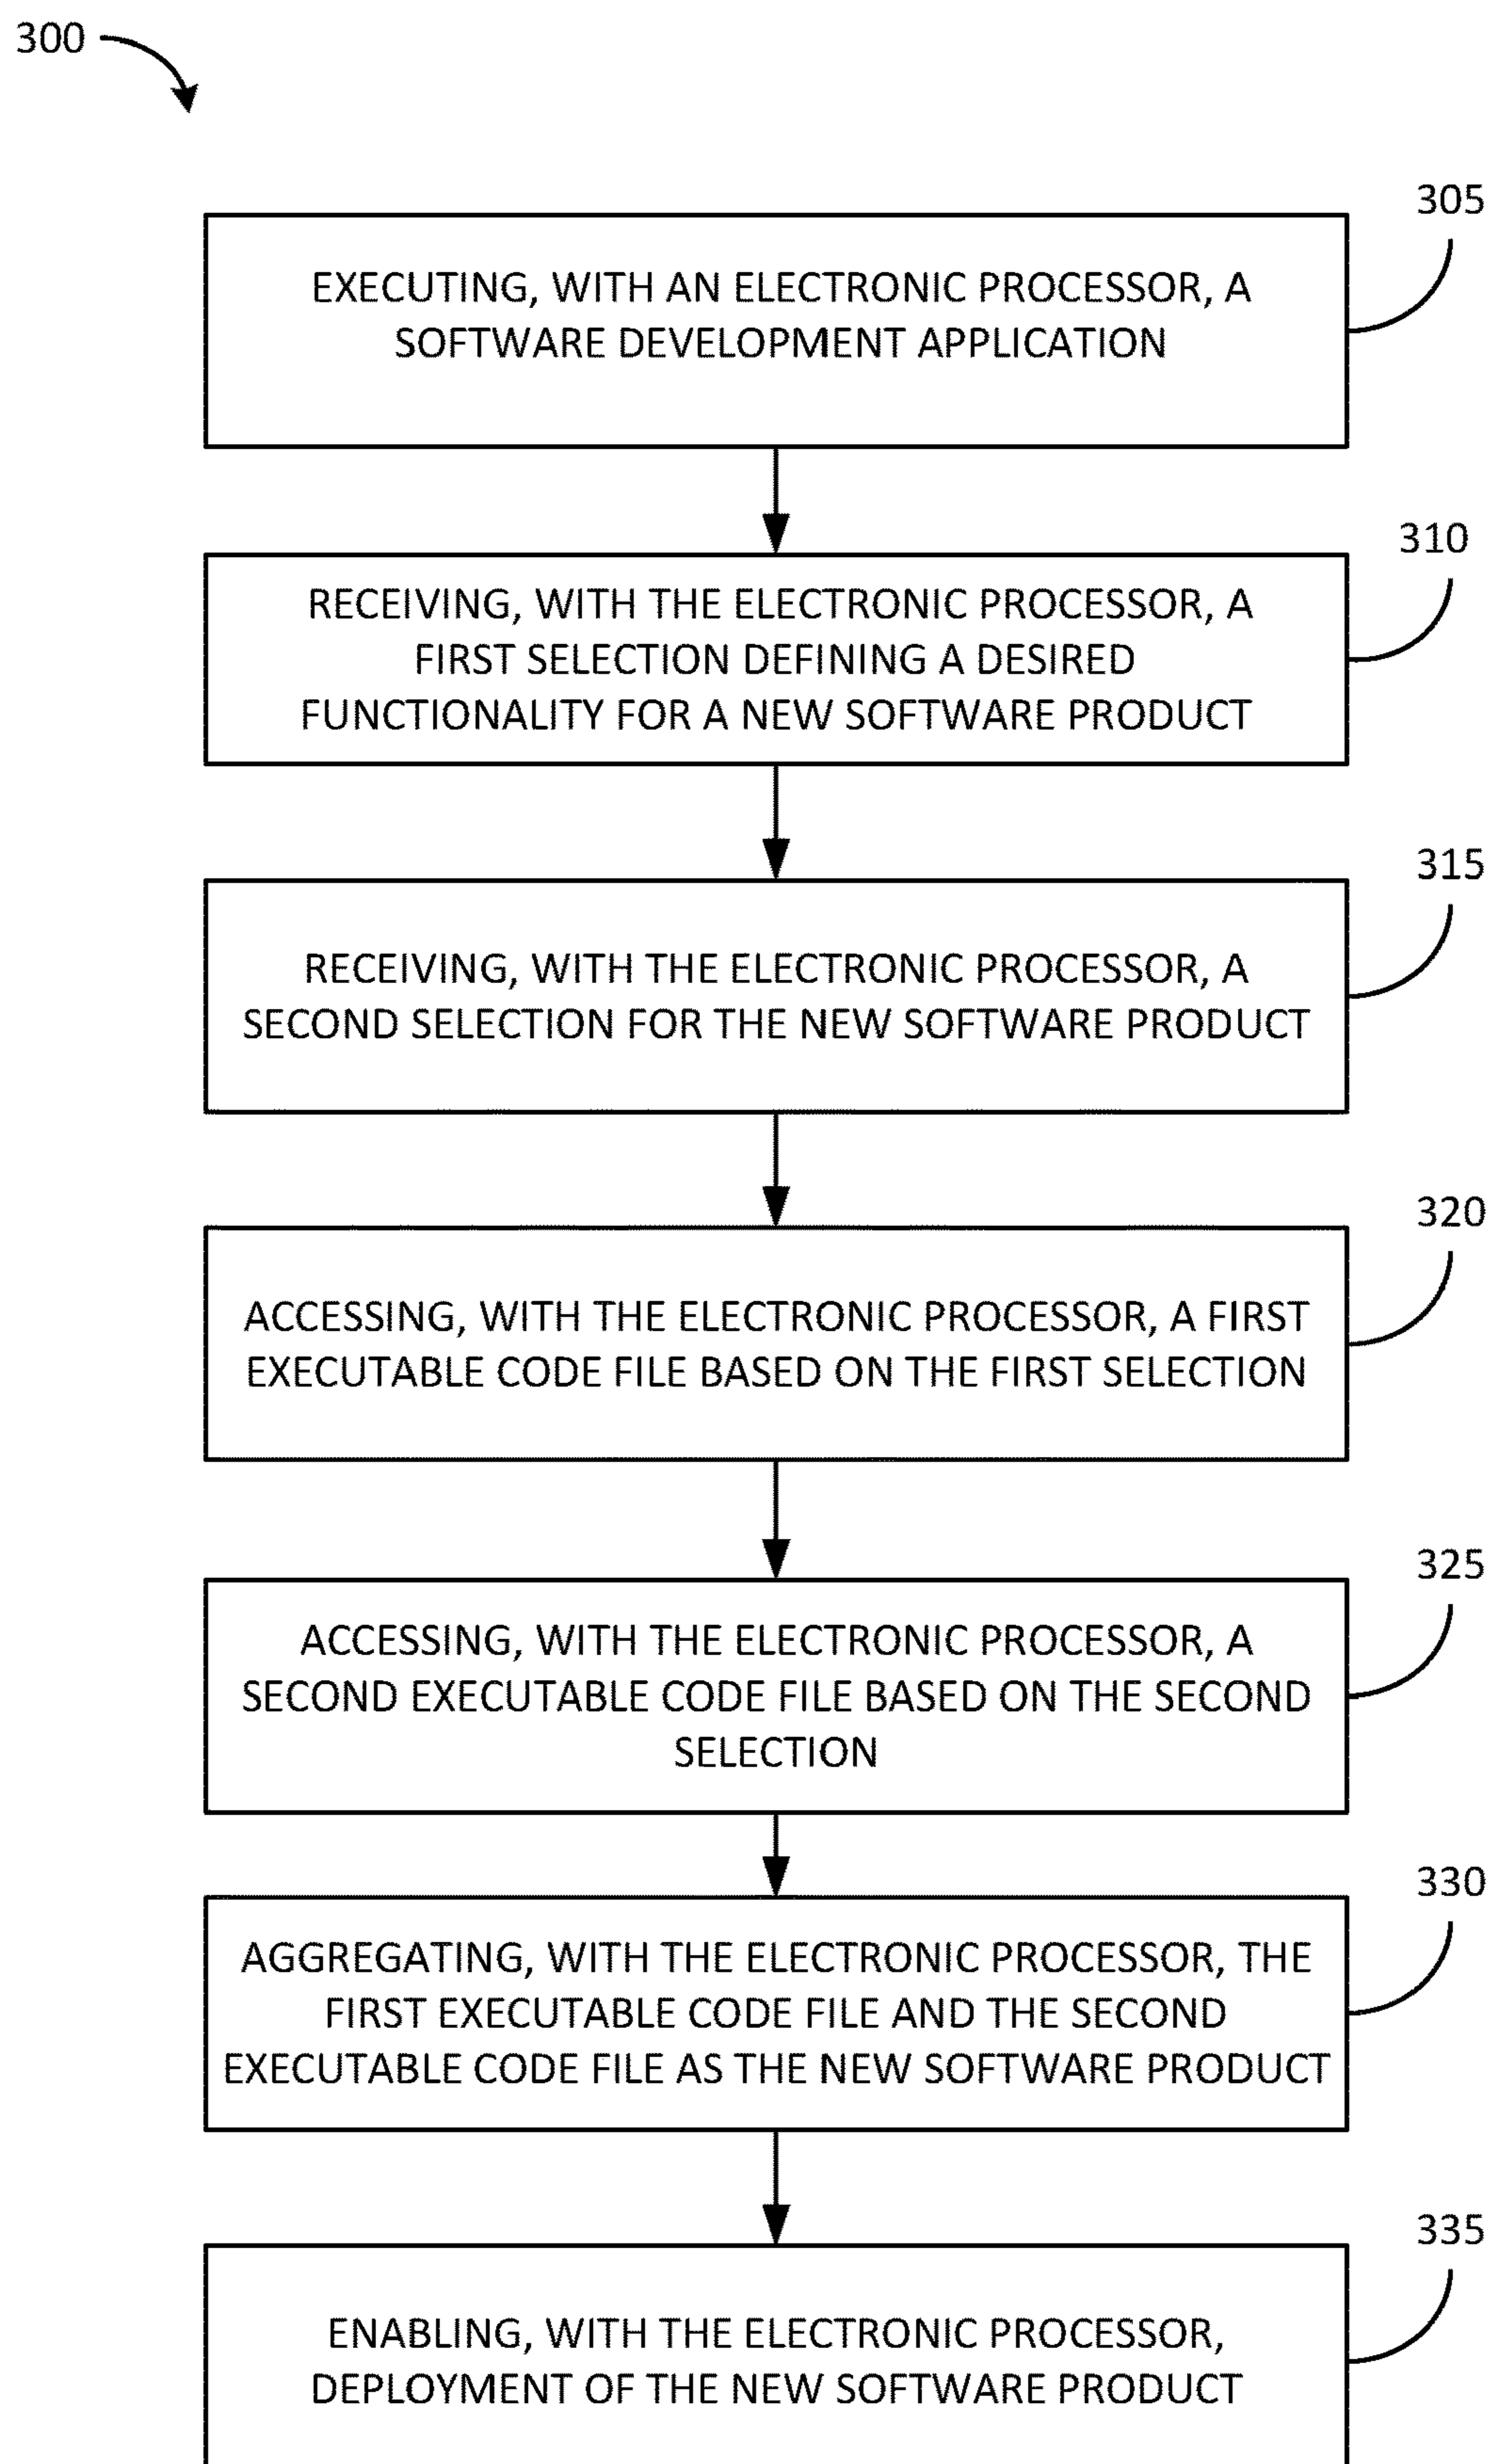 300
305
EXECUTING, WITH AN ELECTRONIC PROCESSOR, A
SOFTWARE DEVELOPMENT APPLICATION
310
RECEIVING, WITH THE ELECTRONIC PROCESSOR, A
FIRST SELECTION DEFINING A DESIRED
FUNCTIONALITY FOR A NEW SOFTWARE PRODUCT
315
RECEIVING, WITH THE ELECTRONIC PROCESSOR, A
SECOND SELECTION FOR THE NEW SOFTWARE PRODUCT
320
ACCESSING, WITH THE ELECTRONIC PROCESSOR, A FIRST
EXECUTABLE CODE FILE BASED ON THE FIRST SELECTION
325
ACCESSING, WITH THE ELECTRONIC PROCESSOR, A
SECOND EXECUTABLE CODE FILE BASED ON THE SECOND
SELECTION
330
AGGREGATING, WITH THE ELECTRONIC PROCESSOR, THE
FIRST EXECUTABLE CODE FILE AND THE SECOND
EXECUTABLE CODE FILE AS THE NEW SOFTWARE PRODUCT
335
ENABLING, WITH THE ELECTRONIC PROCESSOR,
DEPLOYMENT OF THE NEW SOFTWARE PRODUCT